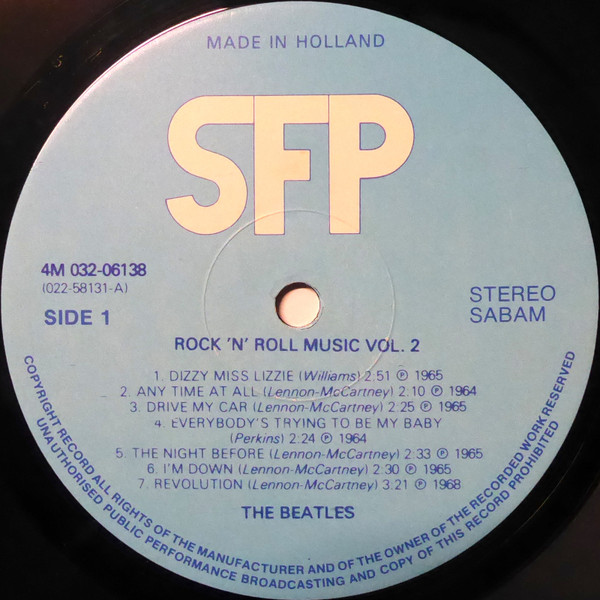 MADE IN HOLLAND
SFP
4M 032-06138
(022-58131-A)
SIDE 1
STEREO
SABAM
ROCK 'N' ROLL MUSIC VOL. 2
1. DIZZY MISS LIZZIE (Williams) 2:51 ℗ 1965
2. ANY TIME AT ALL (Lennon-McCartney) 2:10 ℗ 1964
3. DRIVE MY CAR (Lennon-McCartney) 2:25 ℗ 1965
4. EVERYBODY'S TRYING TO BE MY BABY
(Perkins) 2:24 ℗ 1964
5. THE NIGHT BEFORE (Lennon-McCartney) 2:33 ℗ 1965
6. I'M DOWN (Lennon-McCartney) 2:30 ℗ 1965
7. REVOLUTION (Lennon-McCartney) 3:21 ℗ 1968
THE BEATLES
COPYRIGHT RECORD ALL RIGHTS OF THE MANUFACTURER AND OF THE OWNER OF THE RECORDED WORK RESERVED
UNAUTHORISED PUBLIC PERFORMANCE BROADCASTING AND COPY OF THIS RECORD PROHIBITED